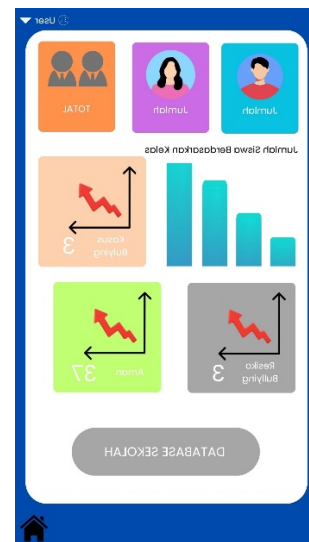 User
TOTAL
Jumlah
Jumlah
Jumlah Siswa Berdasarkan Kelas
Kasus
Bullying
3
Aman
37
Resiko
Bullying
3
DATABASE SEKOLAH